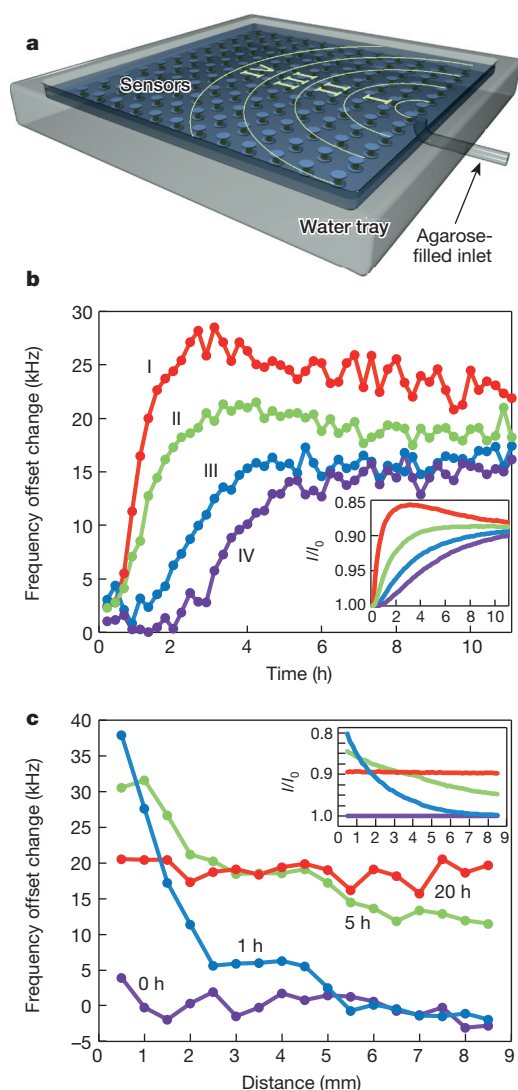 a
Sensors
IV
III
II
I
Water tray
Agarose-
filled inlet
b
Frequency offset change (kHz)
30
25
20
15
10
5
0
0
2
4
6
8
10
Time (h)
I
II
III
IV
I/I0
0.85
0.90
0.95
1.00
0
2
4
6
8
10
c
Frequency offset change (kHz)
40
35
30
25
20
15
10
5
0
–5
0
1
2
3
4
5
6
7
8
9
Distance (mm)
0 h
1 h
5 h
20 h
I/I0
0.8
0.9
1.0
0
1
2
3
4
5
6
7
8
9